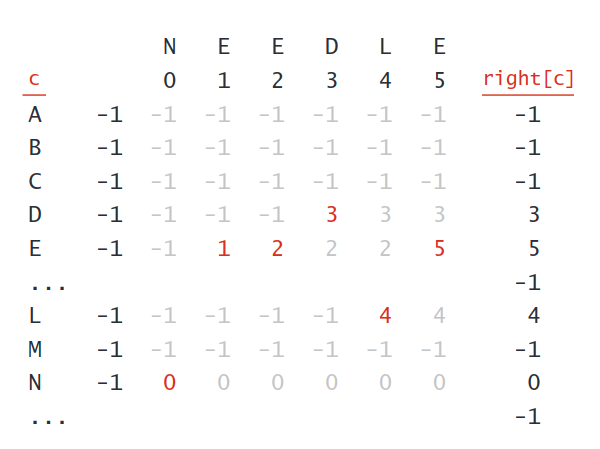 N E E D L E
c 0 1 2 3 4 5 right[c]
A -1 -1 -1 -1 -1 -1 -1 -1
B -1 -1 -1 -1 -1 -1 -1 -1
C -1 -1 -1 -1 -1 -1 -1 -1
D -1 -1 -1 -1 3 3 3 3
E -1 -1 1 2 2 2 5 5
... -1
L -1 -1 -1 -1 -1 4 4 4
M -1 -1 -1 -1 -1 -1 -1 -1
N -1 0 0 0 0 0 0 0
... -1